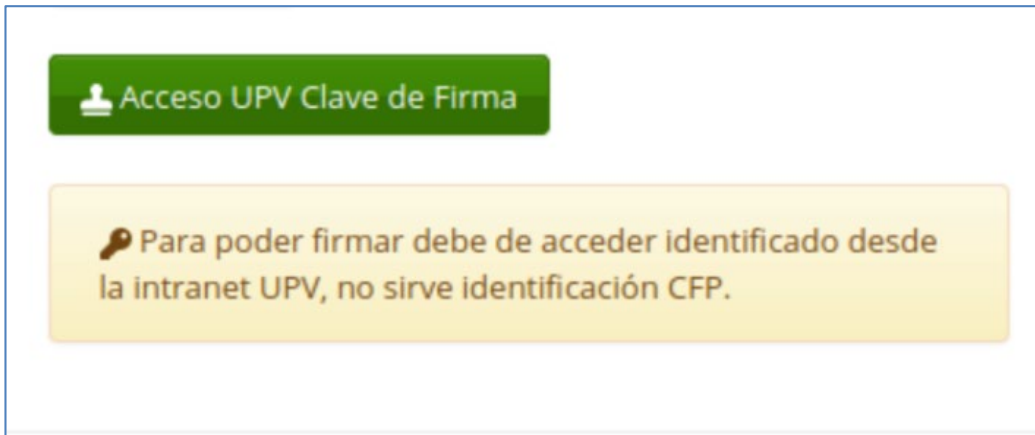 Acceso UPV Clave de Firma
Para poder firmar debe de acceder identificado desde
la intranet UPV, no sirve identificación CFP.